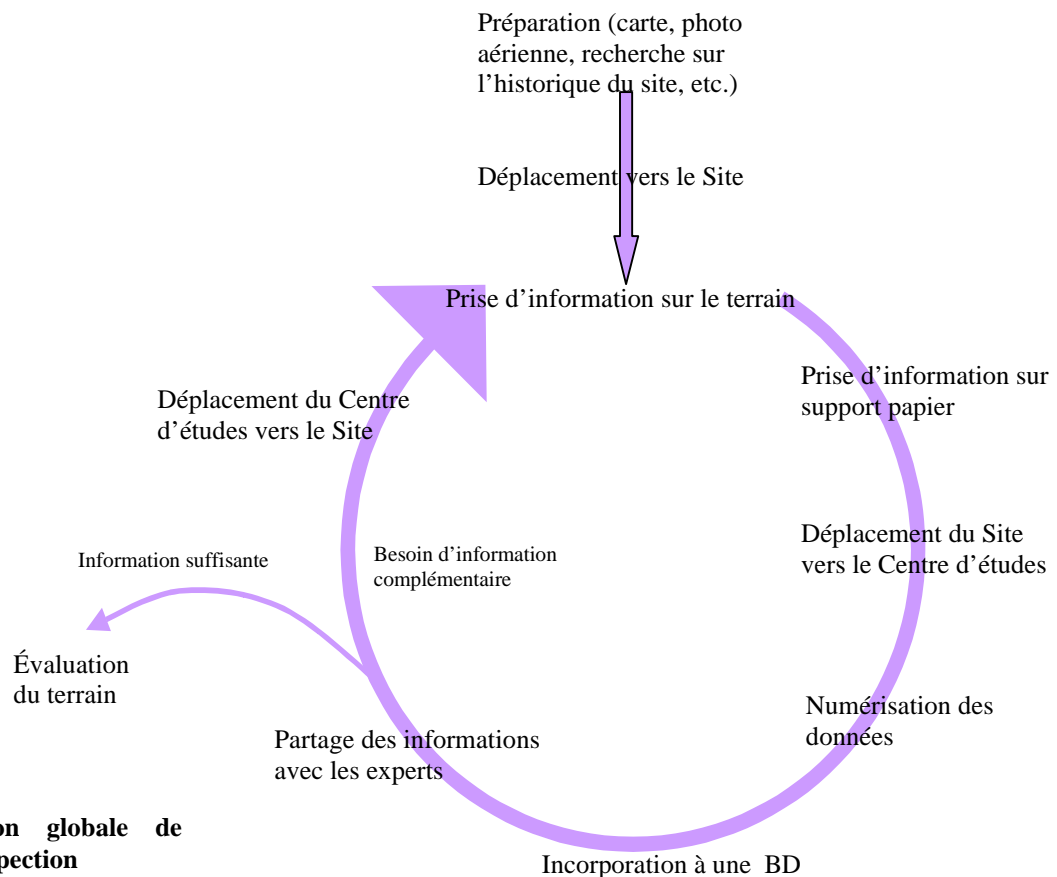 Préparation (carte, photo
aérienne, recherche sur
l’historique du site, etc.)
Déplacement vers le Site
Prise d’information sur le terrain
Prise d’information sur
support papier
Déplacement du Site
vers le Centre d’études
Numérisation des
données
Incorporation à une BD
Partage des informations
avec les experts
Besoin d’information
complémentaire
Déplacement du Centre
d’études vers le Site
Information suffisante
Évaluation
du terrain
globale de